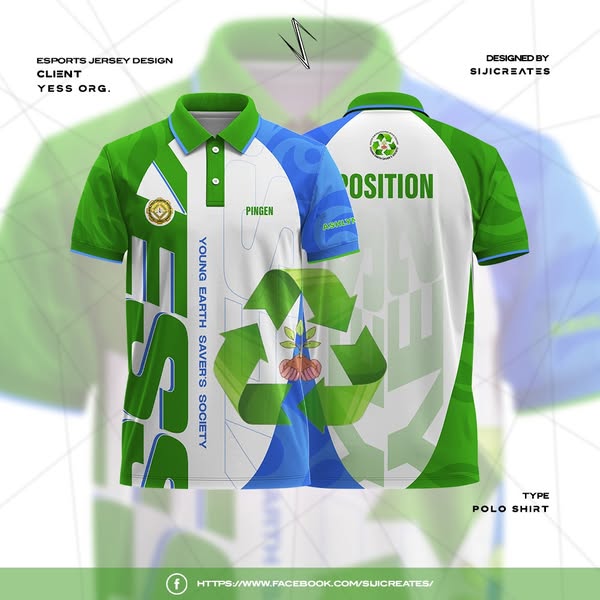 ESPORTS JERSEY DESIGN
CLIENT
YESS ORG.
DESIGNED BY
SIJICREATES
PINGEN
YOUNG EARTH SAVER'S SOCIETY
POSITION
TYPE
POLO SHIRT
HTTPS://WWW.FACEBOOK.COM/SIJICREATES/